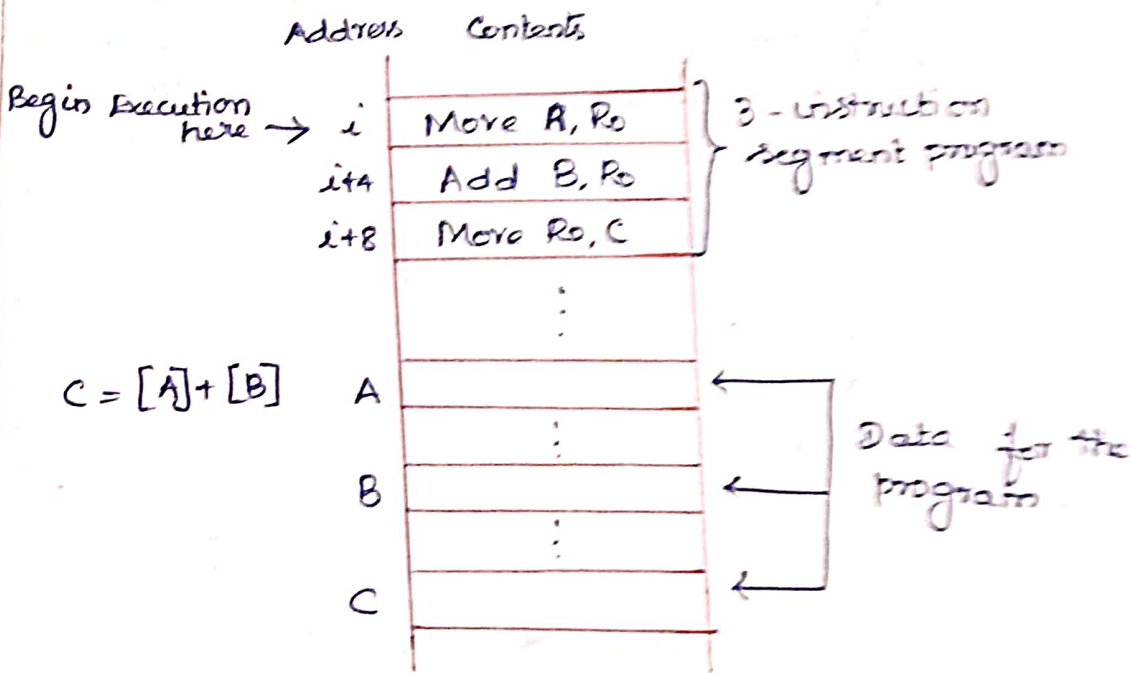 Address Contents
Begin Execution
here → i Move A, R0
3-instruction
segment program
i+4 Add B, R0
i+8 Move R0, C
C = [A] + [B] A
B
C
Data for the
program